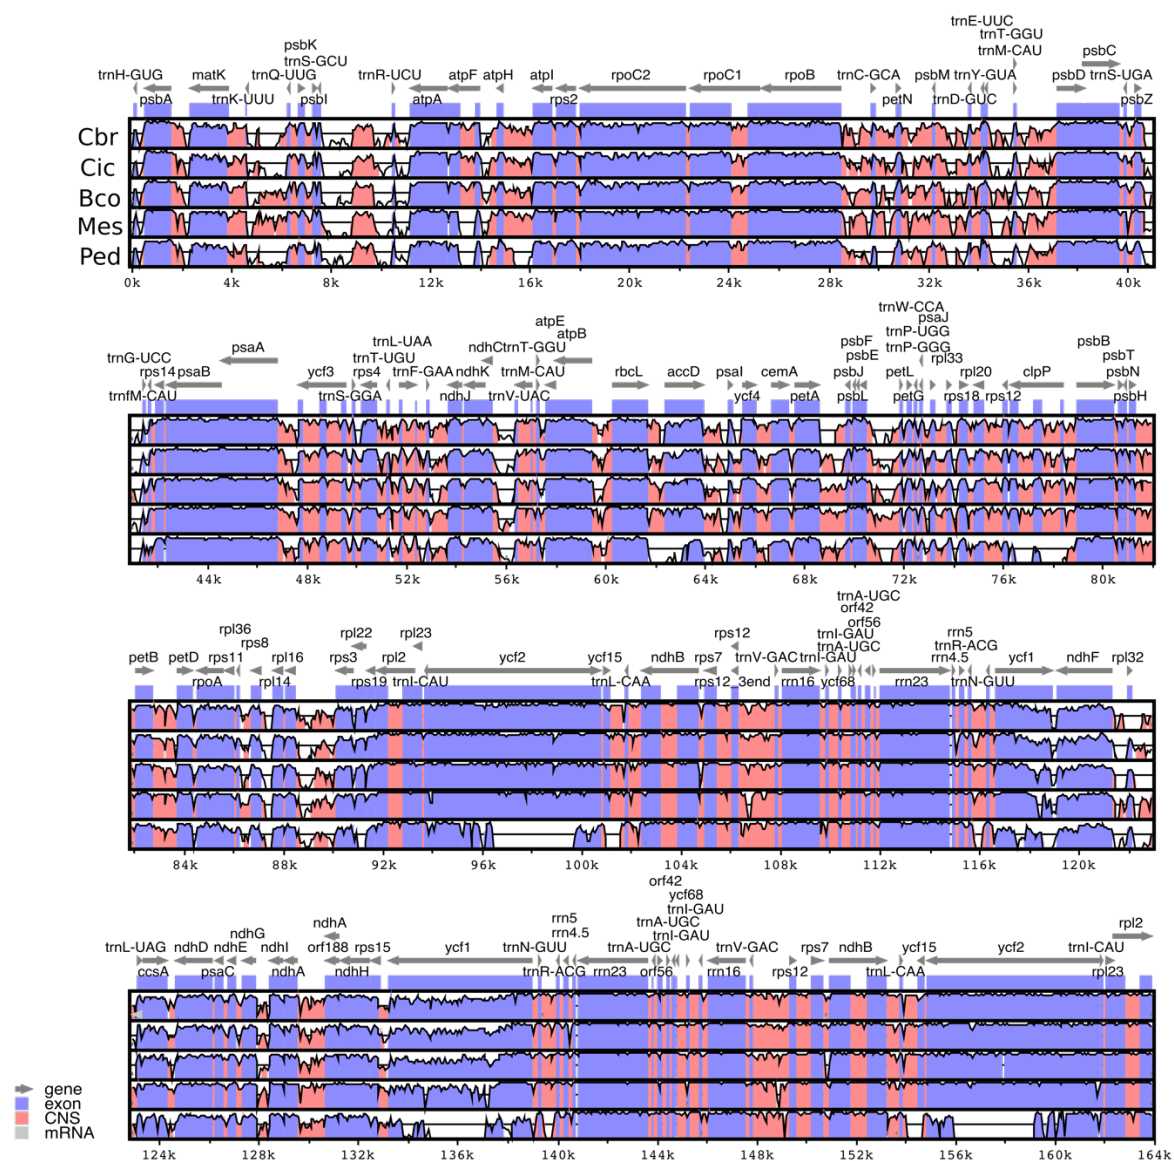 trnE-UUC
psbK trnT-GGU
trnS-GCU trnM-CAU psbC
trnH-GUG matK trnQ-UUG trnR-UCU atpF atpH atpI rpoC2 rpoC1 rpoB trnC-GCA psbM trnY-GUA psbD trnS-UGA
psbA trnK-UUU psbI atpA rps2 petN trnD-GUC psbZ
Cbr
Cic
Bco
Mes
Ped
0k 4k 8k 12k 16k 20k 24k 28k 32k 36k 40k
trnW-CCA
atpE psaJ
trnL-UAA atpB psbF trnP-UGG psbB
trnG-UCC psaA trnT-UGU ndhC trnT-GGU psbE trnP-GGG rpl33 psbT
rps14 psaB ycf3 rps4 trnF-GAA ndhK trnM-CAU rbcL accD psaI cemA psbJ petL rpl20 clpP psbN
trnfM-CAU trnS-GGA ndhJ trnV-UAC ycf4 petA psbL petG rps18 rps12 psbH
44k 48k 52k 56k 60k 64k 68k 72k 76k 80k
trnA-UGC
orf42
rpl36 orf56
rps8 rpl22 rpl23 rps12 trnI-GAU rrn5
trnA-UGC trnR-ACG
petB petD rps11 rpl16 rps3 rpl2 ycf2 ycf15 ndhB rps7 trnV-GAC trnI-GAU rrn4.5 ycf1 ndhF rpl32
rpoA rpl14 rps19 trnI-CAU trnL-CAA rps12_3end rrn16 ycf68 rrn23 trnN-GUU
84k 88k 92k 96k 100k 104k 108k 112k 116k 120k
orf42
ycf68
trnI-GAU
ndhA rrn5 trnA-UGC rpl2
ndhG rrn4.5 trnI-GAU
trnL-UAG ndhD ndhE ndhI orf188 rps15 ycf1 trnN-GUU trnA-UGC trnV-GAC rps7 ndhB ycf15 ycf2 trnI-CAU
ccsA psaC ndhA ndhH trnR-ACG rrn23 orf56 rrn16 rps12 trnL-CAA rpl23
gene
exon
CNS
mRNA
124k 128k 132k 136k 140k 144k 148k 152k 156k 160k 164k